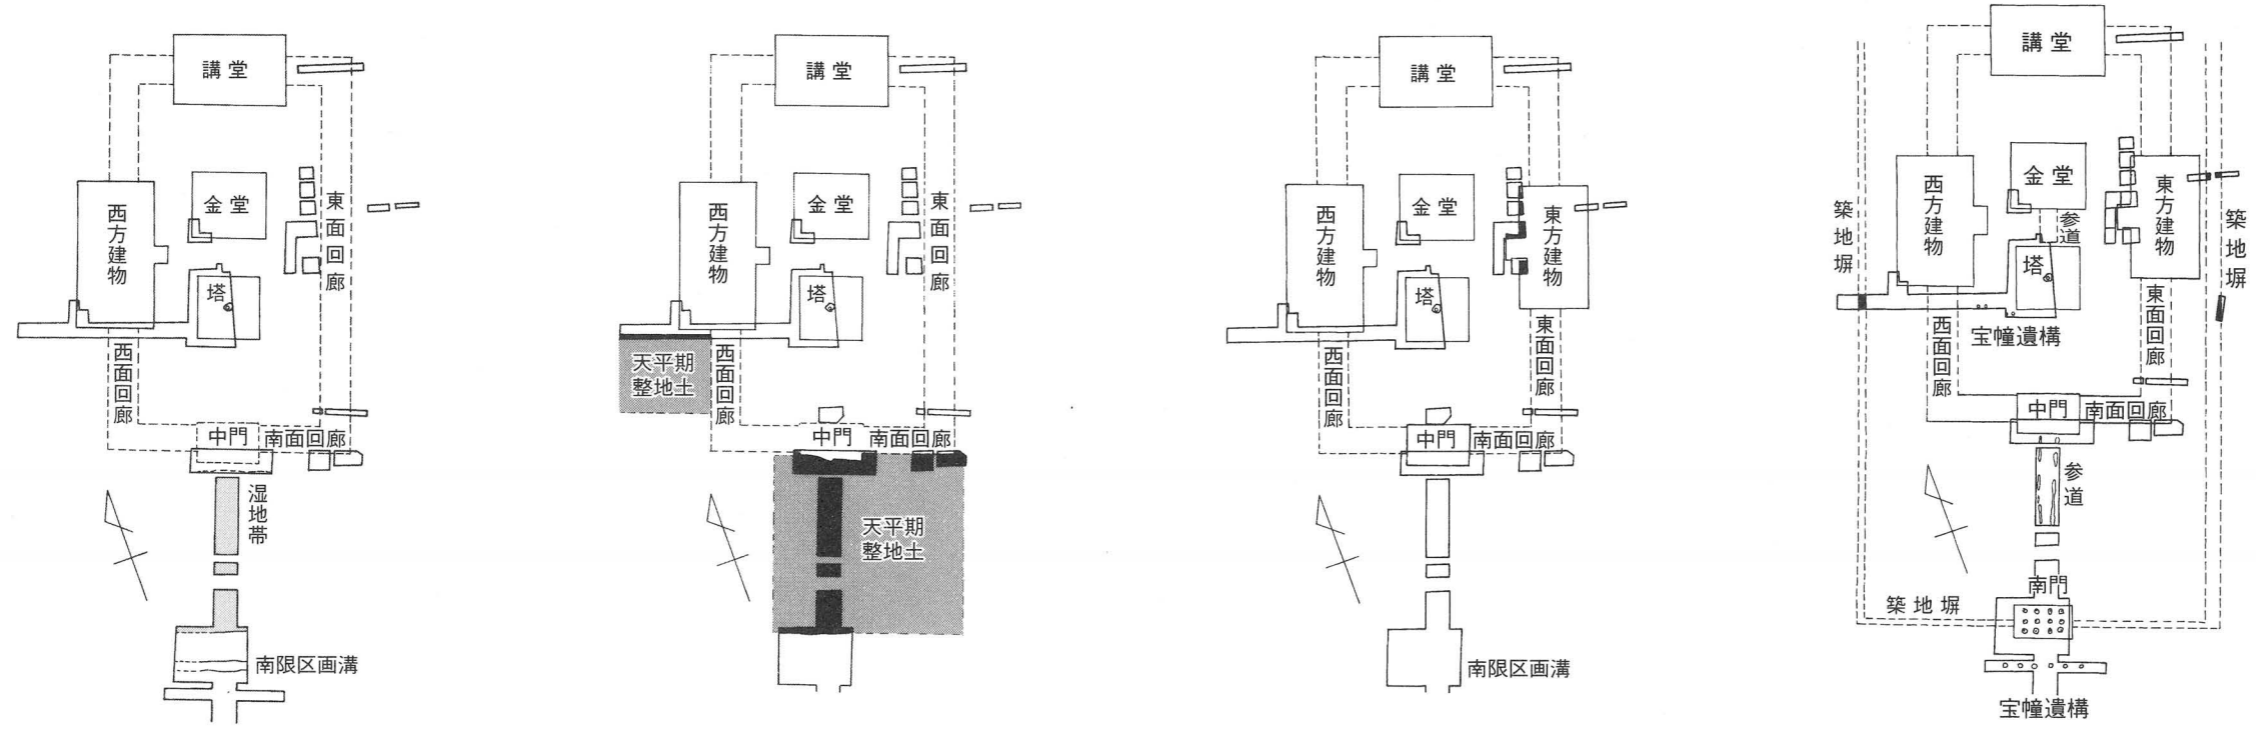 講堂
金堂
西方建物
東面回廊
塔
西面回廊
中門
南面回廊
湿地帯
南限区画溝
講堂
金堂
西方建物
東面回廊
塔
天平期
整地土
西面回廊
中門
南面回廊
天平期
整地土
講堂
金堂
西方建物
東方建物
塔
西面回廊
東面回廊
中門
南面回廊
南限区画溝
講堂
金堂
西方建物
東方建物
参道
築地塀
築地塀
塔
宝幢遺構
西面回廊
東面回廊
中門
南面回廊
参道
南門
築地塀
宝幢遺構